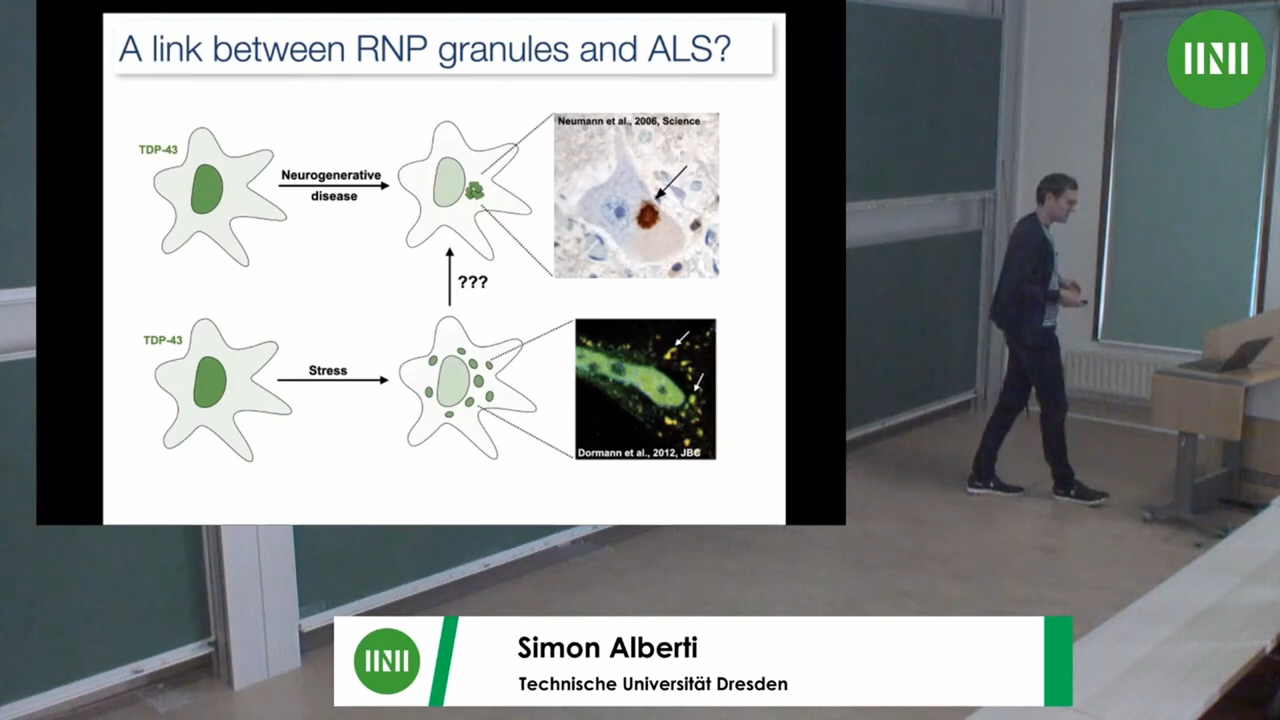 A link between RNP granules and ALS?
Neumann et al., 2006, Science
TDP-43
Neurogenerative
disease
???
TDP-43
Stress
Dormann et al., 2012, JBC
Simon Alberti
Technische Universität Dresden